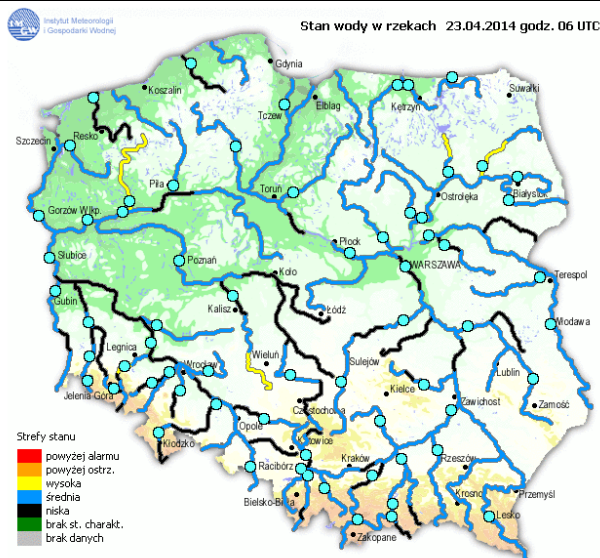 Instytut Meteorologii
i Gospodarki Wodnej
IMGW
Stan wody w rzekach 23.04.2014 godz. 06 UTC
Gdynia
Koszalin
Suwałki
Elbląg
Kętrzyn
Tczew
Resko
Szczecin
Piła
Toruń
Ostrołęka
Białystok
Gorzów Wlkp.
Płock
Słubice
Poznań
WARSZAWA
Koło
Terespol
Gubin
Kalisz
Łódź
Włodawa
Legnica
Wrocław
Wieluń
Sulejów
Lublin
Jelenia Góra
Kielce
Zawichost
Zamość
Częstochowa
Opole
Kłodzko
Katowice
Strefy stanu
Racibórz
Kraków
Rzeszów
powyżej alarmu
powyżej ostrz.
wysoka
średnia
niska
brak st. charakt.
brak danych
Bielsko-Biała
Krosno
Przemyśl
Lesko
Zakopane